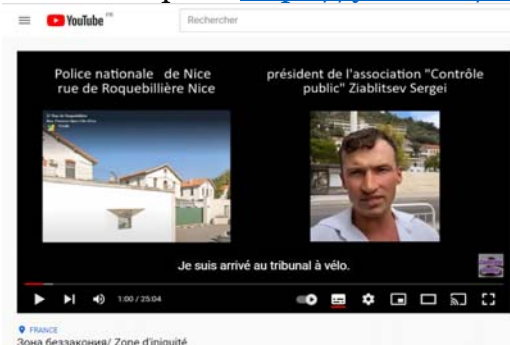 YouTube FR
Rechercher
Police nationale de Nice
rue de Roquebillière Nice
président de l'association "Contrôle
public" Ziablitsev Sergei
Je suis arrivé au tribunal à vélo.
1:00 / 25:04
FRANCE
Зона беззакония/ Zone d'iniquité